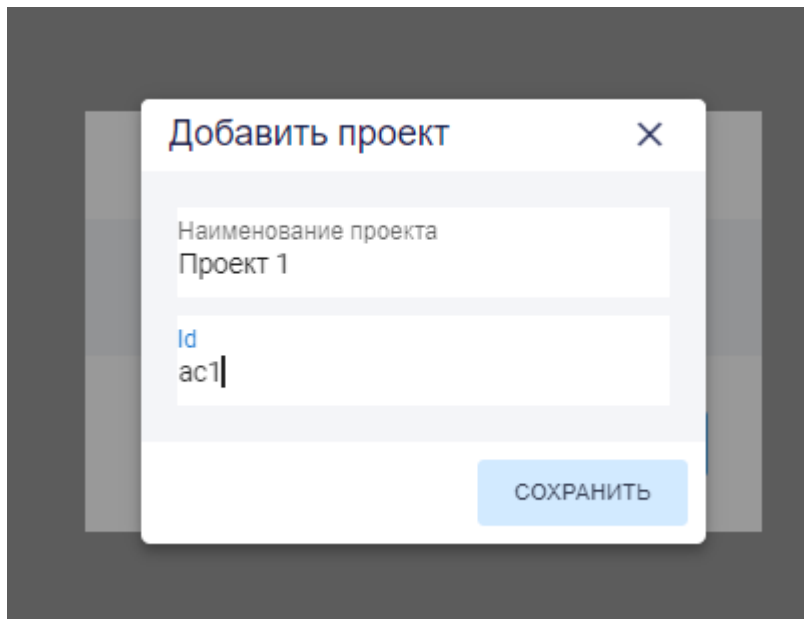 Добавить проект
Наименование проекта
Проект 1
Id
ac1
СОХРАНИТЬ